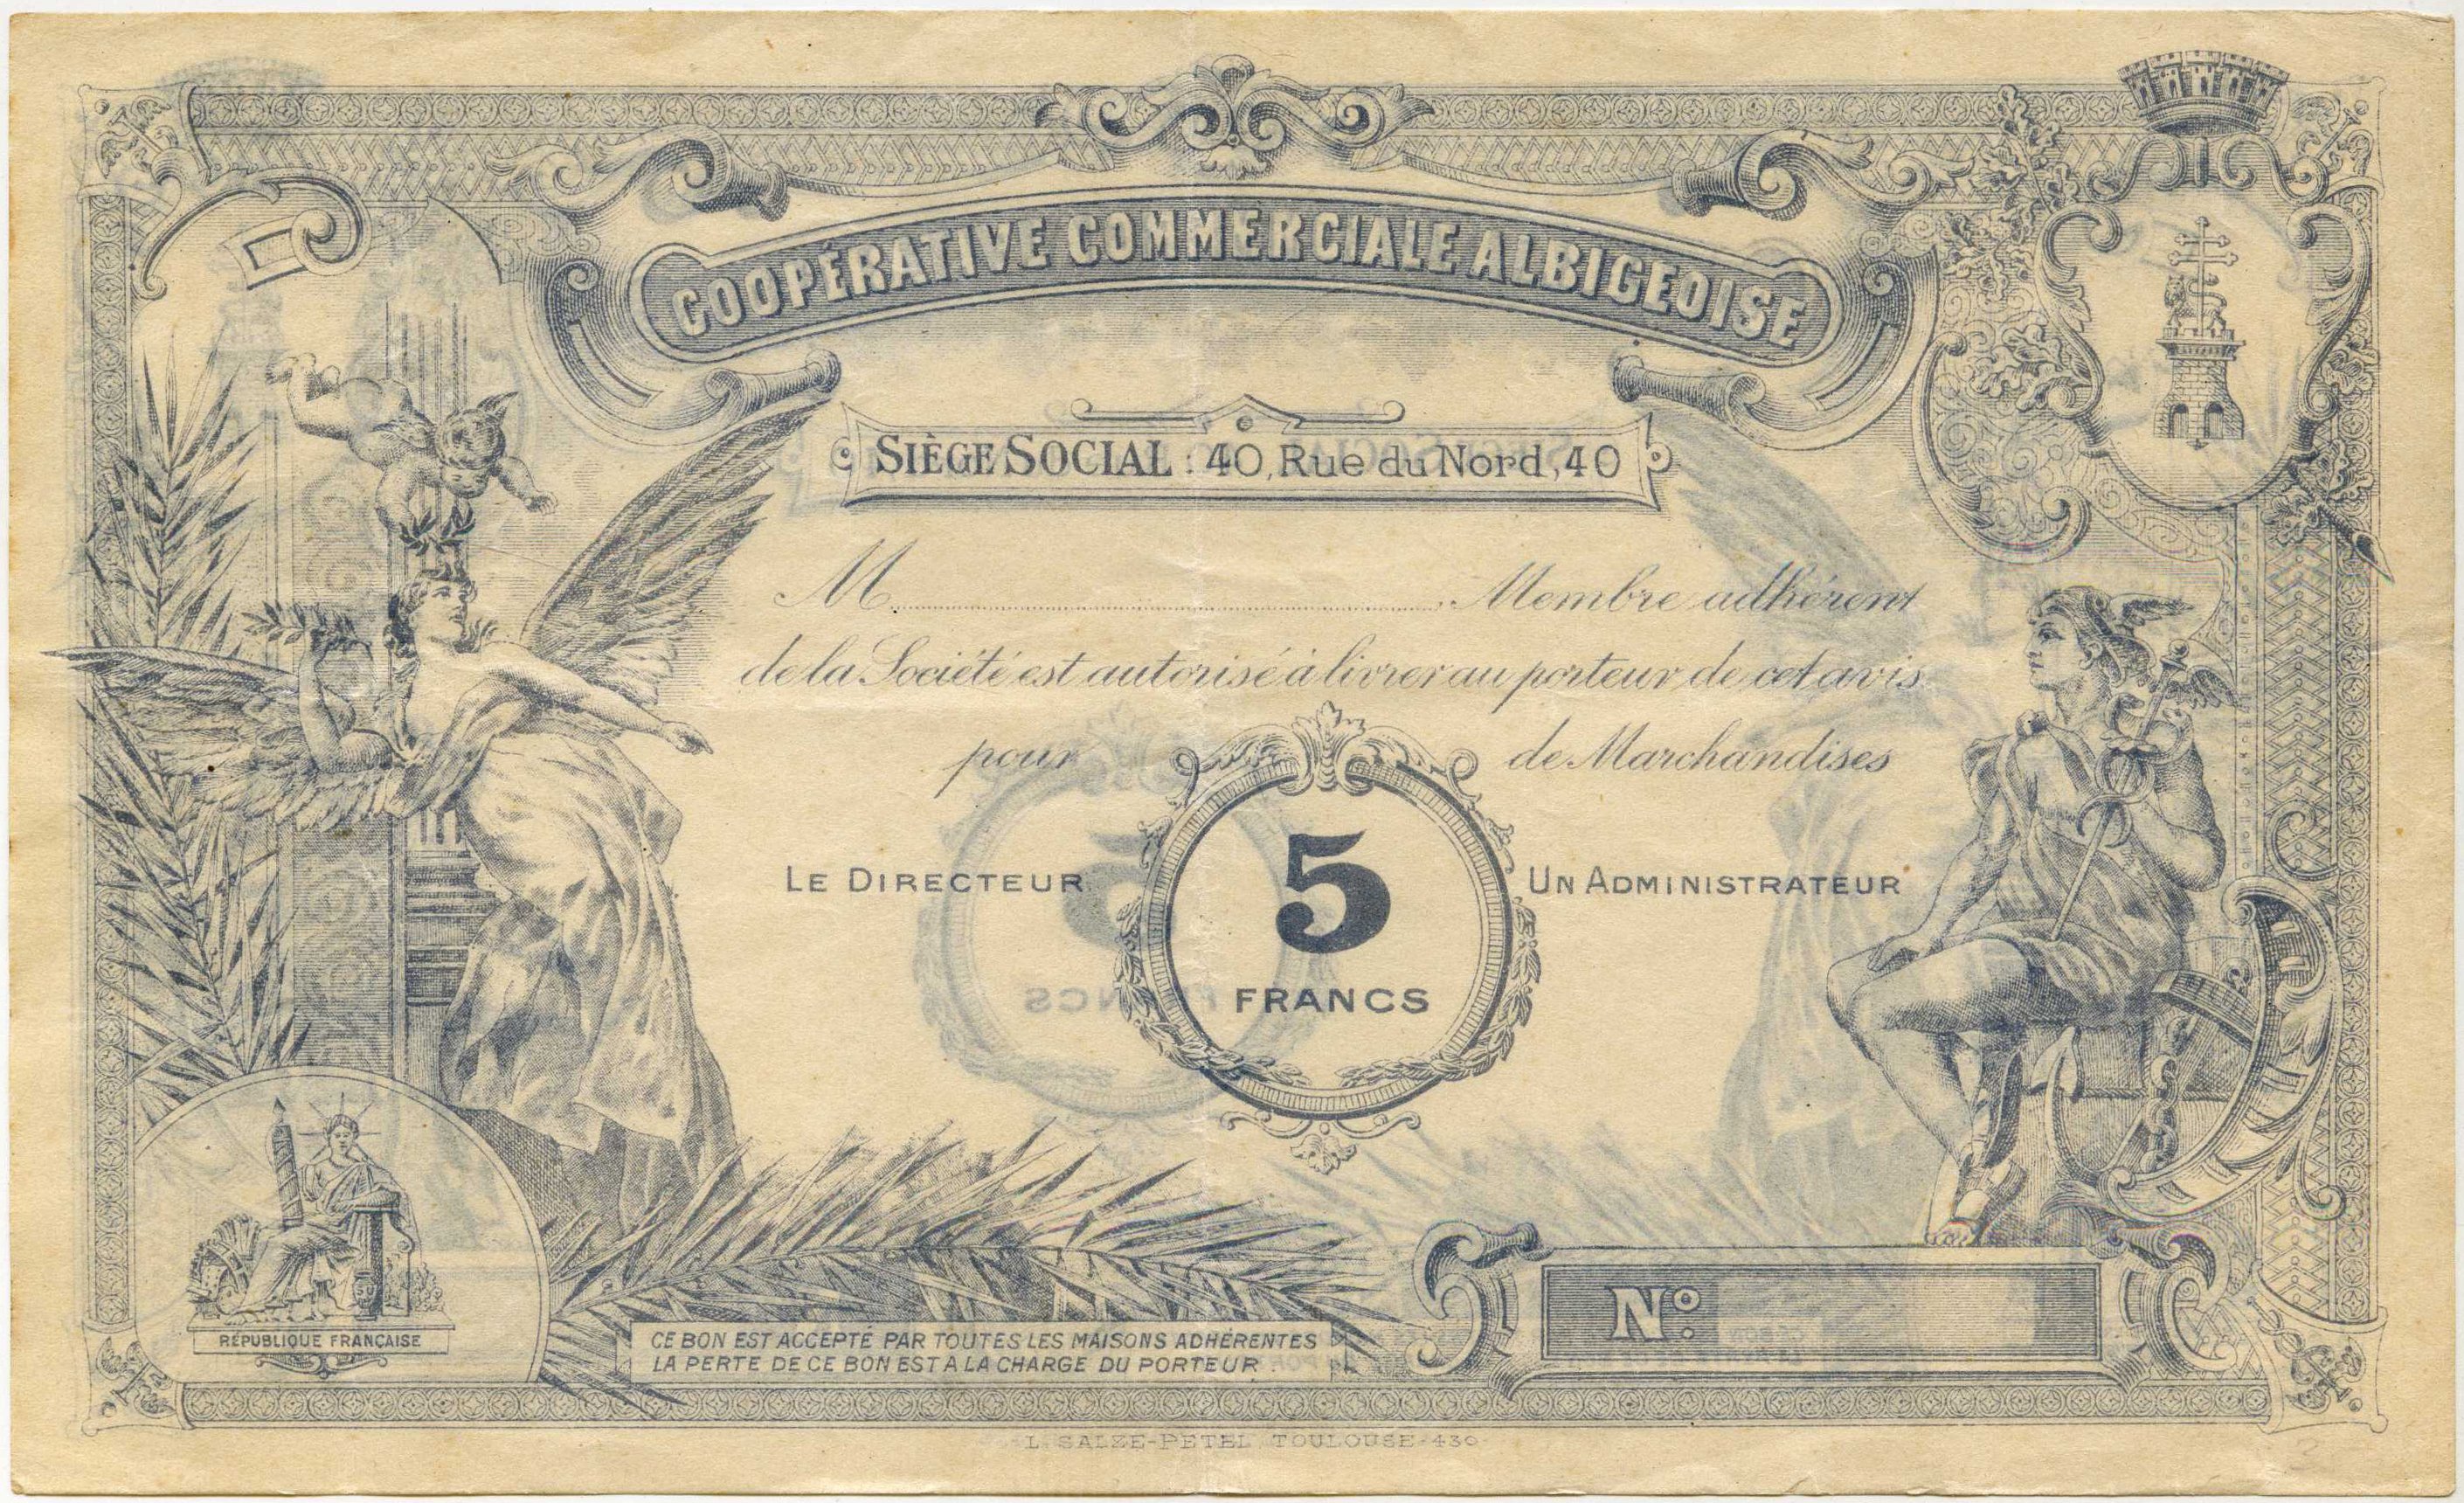 COOPÉRATIVE COMMERCIALE ALBIGEOISE
SIÈGE SOCIAL : 40, Rue du Nord, 40
M. Membre adhérent
de la Société est autorisé à livrer au porteur de cet avis
pour de Marchandises
LE DIRECTEUR
5
FRANCS
UN ADMINISTRATEUR
No.
RÉPUBLIQUE FRANÇAISE
CE BON EST ACCEPTÉ PAR TOUTES LES MAISONS ADHÉRENTES
LA PERTE DE CE BON EST A LA CHARGE DU PORTEUR
L. SALZE-PETEL TOULOUSE-430